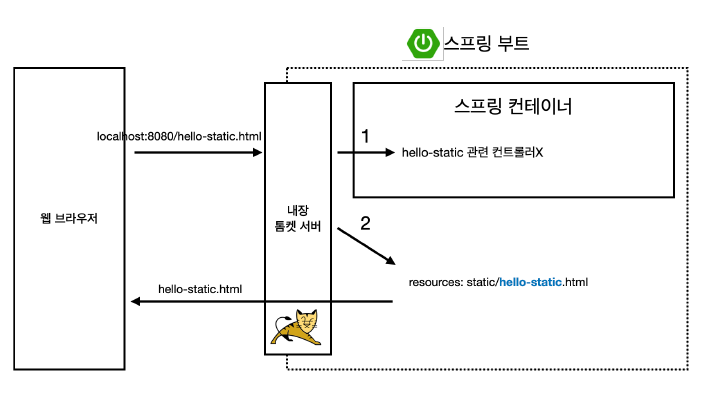 스프링 부트
스프링 컨테이너
localhost:8080/hello-static.html
1
hello-static 관련 컨트롤러X
웹 브라우저
내장
톰켓 서버
2
resources: static/hello-static.html
hello-static.html